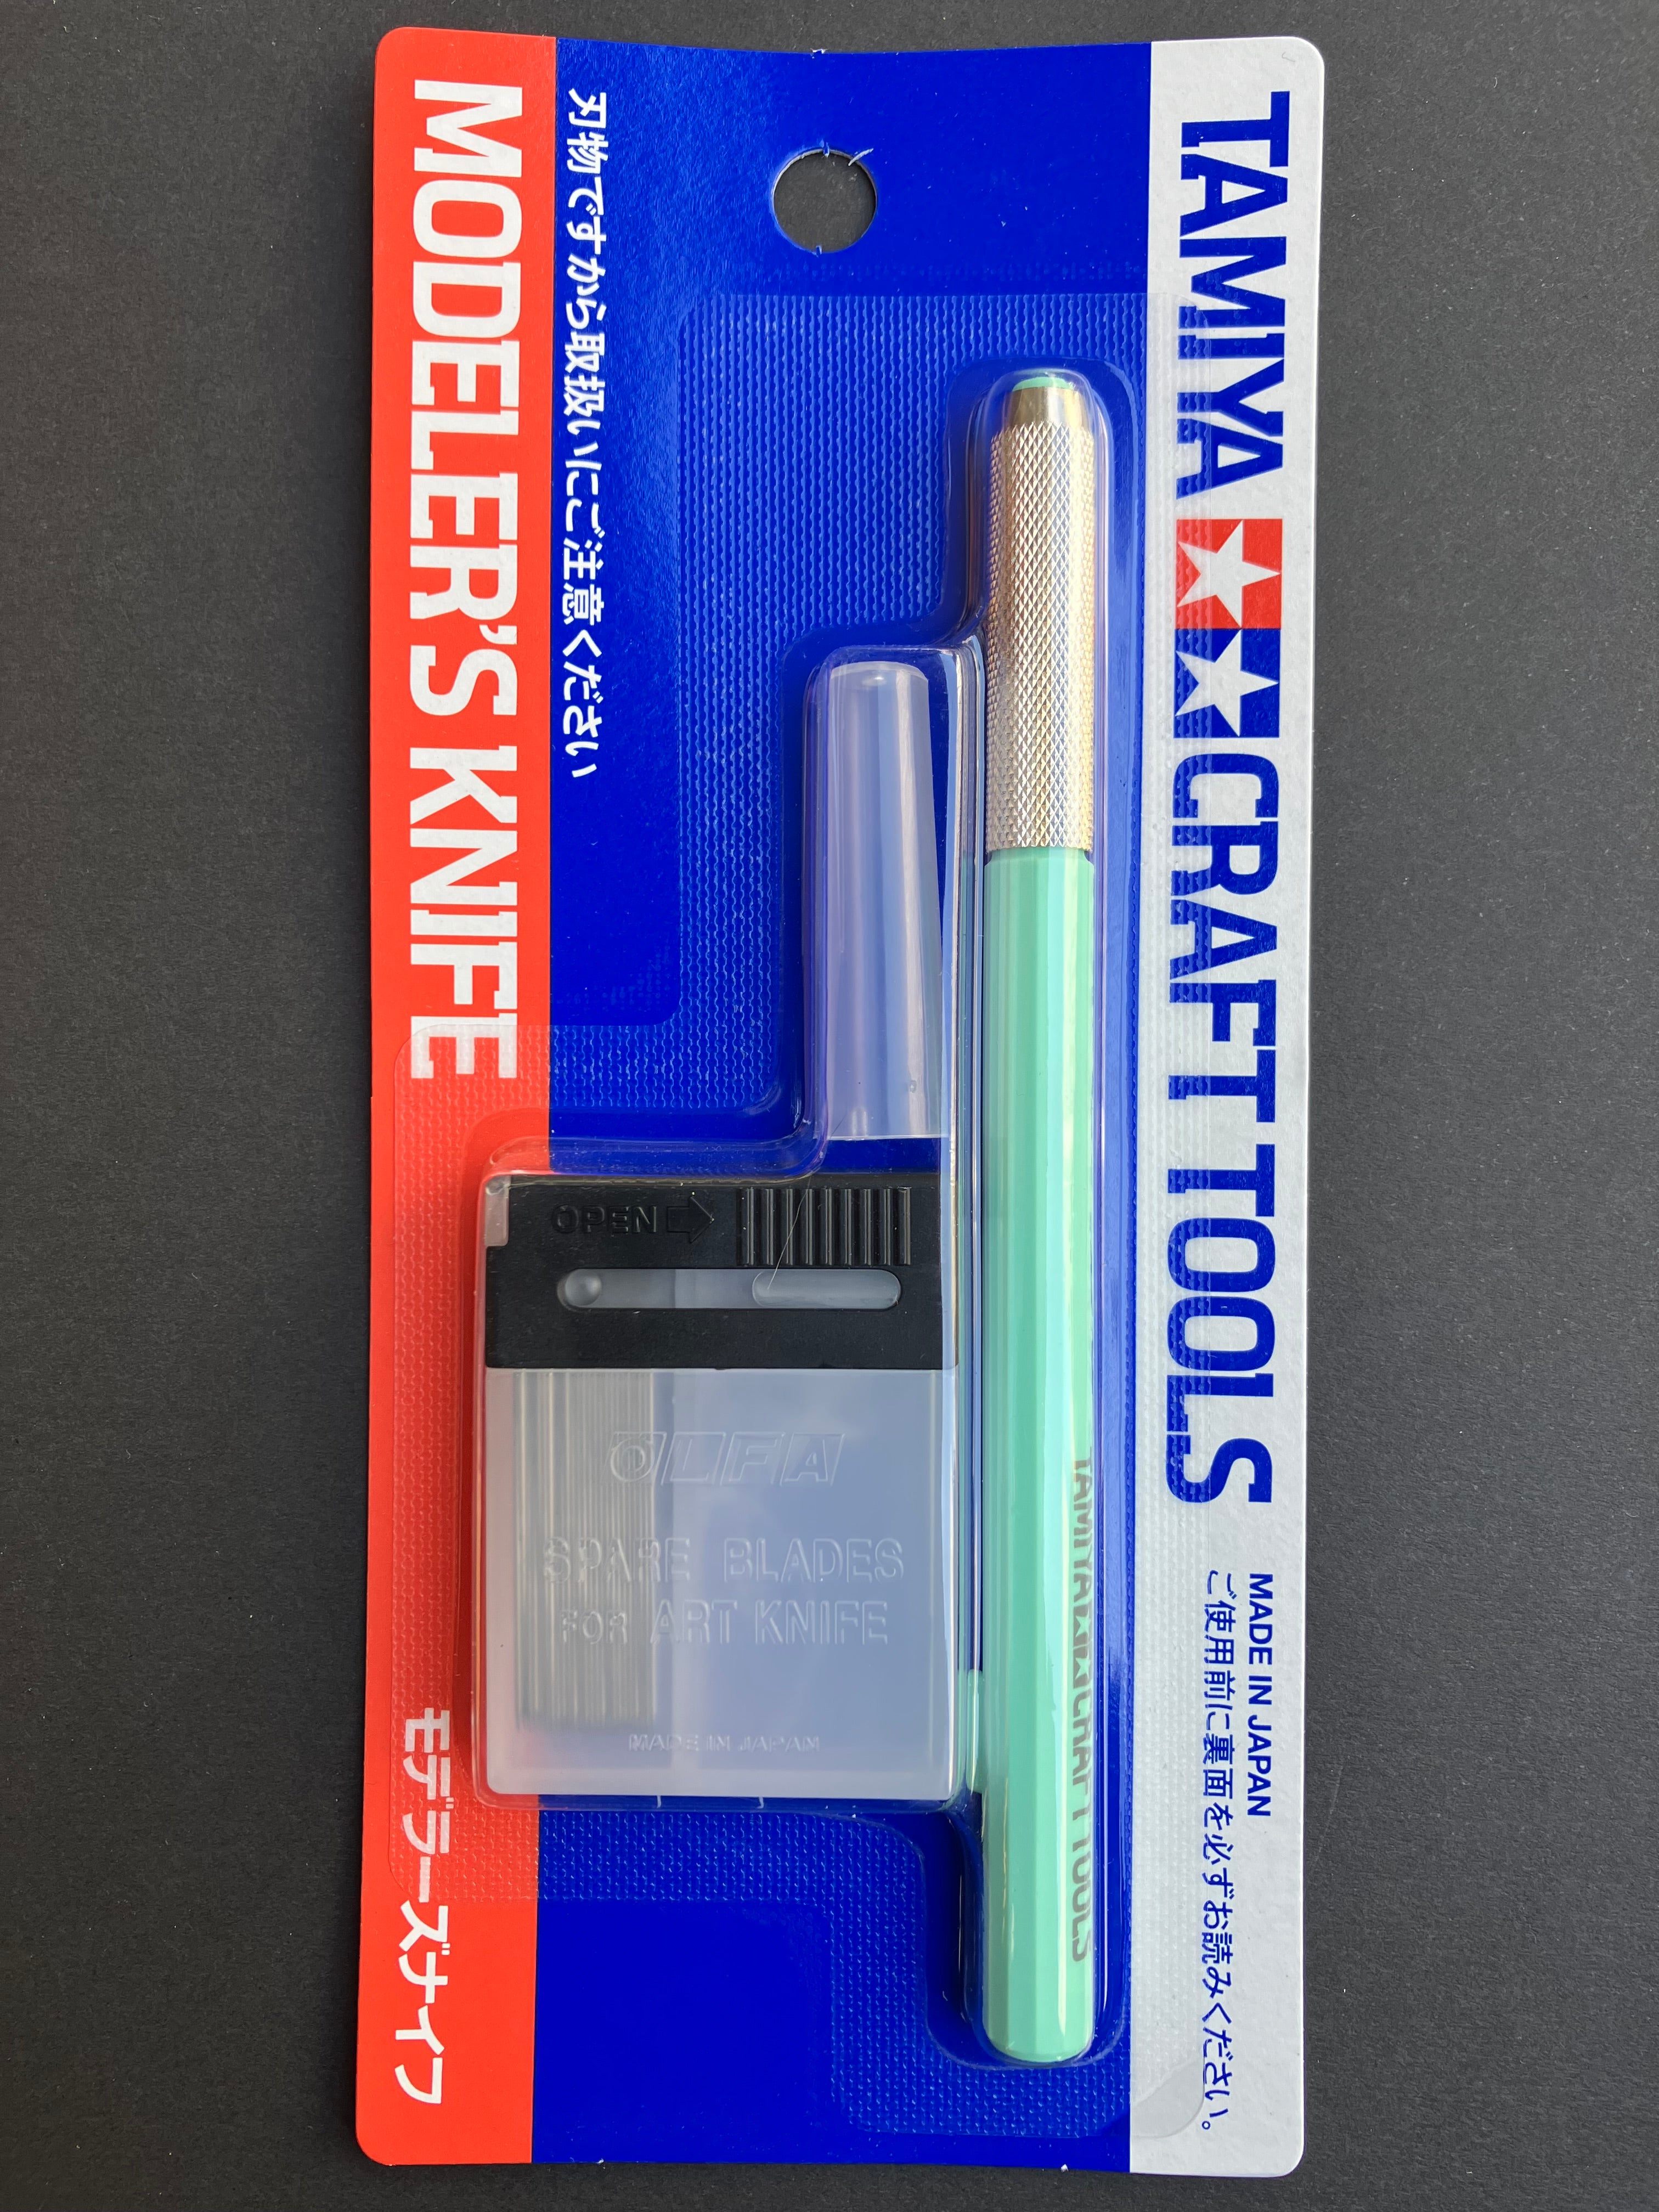 TAMIYA CRAFT TOOLS
MADE IN JAPAN
ご使用前に裏面を必ずお読みください。
TAMIYA CRAFT TOOLS
OPEN
OLFA
SPARE BLADES
FOR ART KNIFE
MADE IN JAPAN
刃物ですから取扱いにご注意ください
MODELER'S KNIFE
モデラーズナイフ